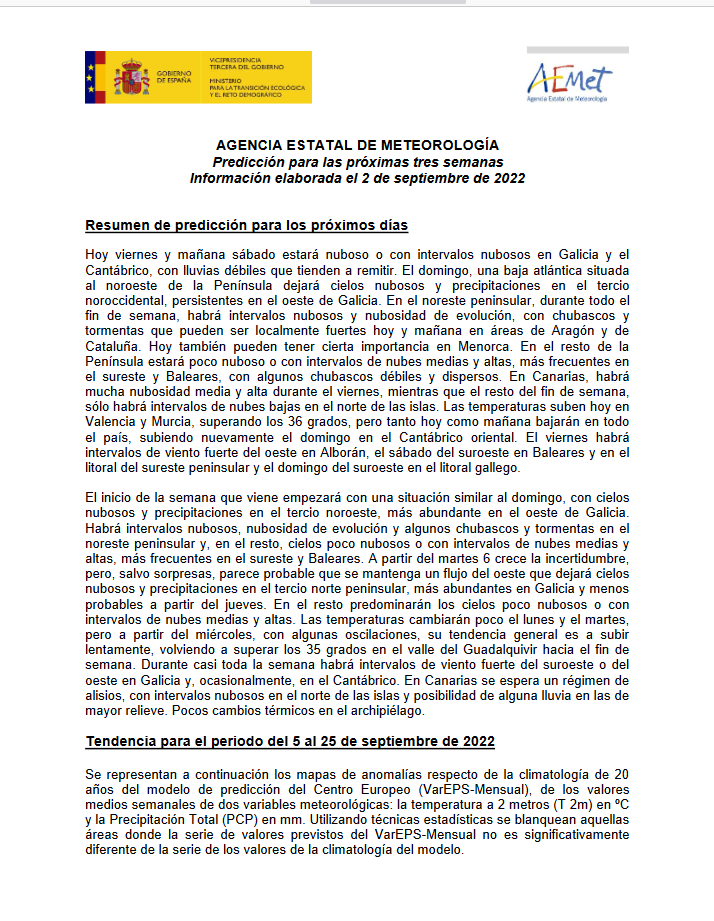 GOBIERNO
DE ESPAÑA
VICEPRESIDENCIA
TERCERA DEL GOBIERNO
MINISTERIO
PARA LA TRANSICIÓN ECOLÓGICA
Y EL RETO DEMOGRÁFICO
AEMet
Agencia Estatal de Meteorología
AGENCIA ESTATAL DE METEOROLOGÍA
Predicción para las próximas tres semanas
Información elaborada el 2 de septiembre de 2022
Resumen de predicción para los próximos días
Hoy viernes y mañana sábado estará nuboso o con intervalos nubosos en Galicia y el
Cantábrico, con lluvias débiles que tienden a remitir. El domingo, una baja atlántica situada
al noroeste de la Península dejará cielos nubosos y precipitaciones en el tercio
noroccidental, persistentes en el oeste de Galicia. En el noreste peninsular, durante todo el
fin de semana, habrá intervalos nubosos y nubosidad de evolución, con chubascos y
tormentas que pueden ser localmente fuertes hoy y mañana en áreas de Aragón y de
Cataluña. Hoy también pueden tener cierta importancia en Menorca. En el resto de la
Península estará poco nuboso o con intervalos de nubes medias y altas, más frecuentes en
el sureste y Baleares, con algunos chubascos débiles y dispersos. En Canarias, habrá
mucha nubosidad media y alta durante el viernes, mientras que el resto del fin de semana,
sólo habrá intervalos de nubes bajas en el norte de las islas. Las temperaturas suben hoy en
Valencia y Murcia, superando los 36 grados, pero tanto hoy como mañana bajarán en todo
el país, subiendo nuevamente el domingo en el Cantábrico oriental. El viernes habrá
intervalos de viento fuerte del oeste en Alborán, el sábado del suroeste en Baleares y en el
litoral del sureste peninsular y el domingo del suroeste en el litoral gallego.
El inicio de la semana que viene empezará con una situación similar al domingo, con cielos
nubosos y precipitaciones en el tercio noroeste, más abundante en el oeste de Galicia.
Habrá intervalos nubosos, nubosidad de evolución y algunos chubascos y tormentas en el
noreste peninsular y, en el resto, cielos poco nubosos o con intervalos de nubes medias y
altas, más frecuentes en el sureste y Baleares. A partir del martes 6 crece la incertidumbre,
pero, salvo sorpresas, parece probable que se mantenga un flujo del oeste que dejará cielos
nubosos y precipitaciones en el tercio norte peninsular, más abundantes en Galicia y menos
probables a partir del jueves. En el resto predominarán los cielos poco nubosos o con
intervalos de nubes medias y altas. Las temperaturas cambiarán poco el lunes y el martes,
pero a partir del miércoles, con algunas oscilaciones, su tendencia general es a subir
lentamente, volviendo a superar los 35 grados en el valle del Guadalquivir hacia el fin de
semana. Durante casi toda la semana habrá intervalos de viento fuerte del suroeste o del
oeste en Galicia y, ocasionalmente, en el Cantábrico. En Canarias se espera un régimen de
alisios, con intervalos nubosos en el norte de las islas y posibilidad de alguna lluvia en las de
mayor relieve. Pocos cambios térmicos en el archipiélago.
Tendencia para el periodo del 5 al 25 de septiembre de 2022
Se representan a continuación los mapas de anomalías respecto de la climatología de 20
años del modelo de predicción del Centro Europeo (VarEPS-Mensual), de los valores
medios semanales de dos variables meteorológicas: la temperatura a 2 metros (T 2m) en ºC
y la Precipitación Total (PCP) en mm. Utilizando técnicas estadísticas se blanquean aquellas
áreas donde la serie de valores previstos del VarEPS-Mensual no es significativamente
diferente de la serie de los valores de la climatología del modelo.